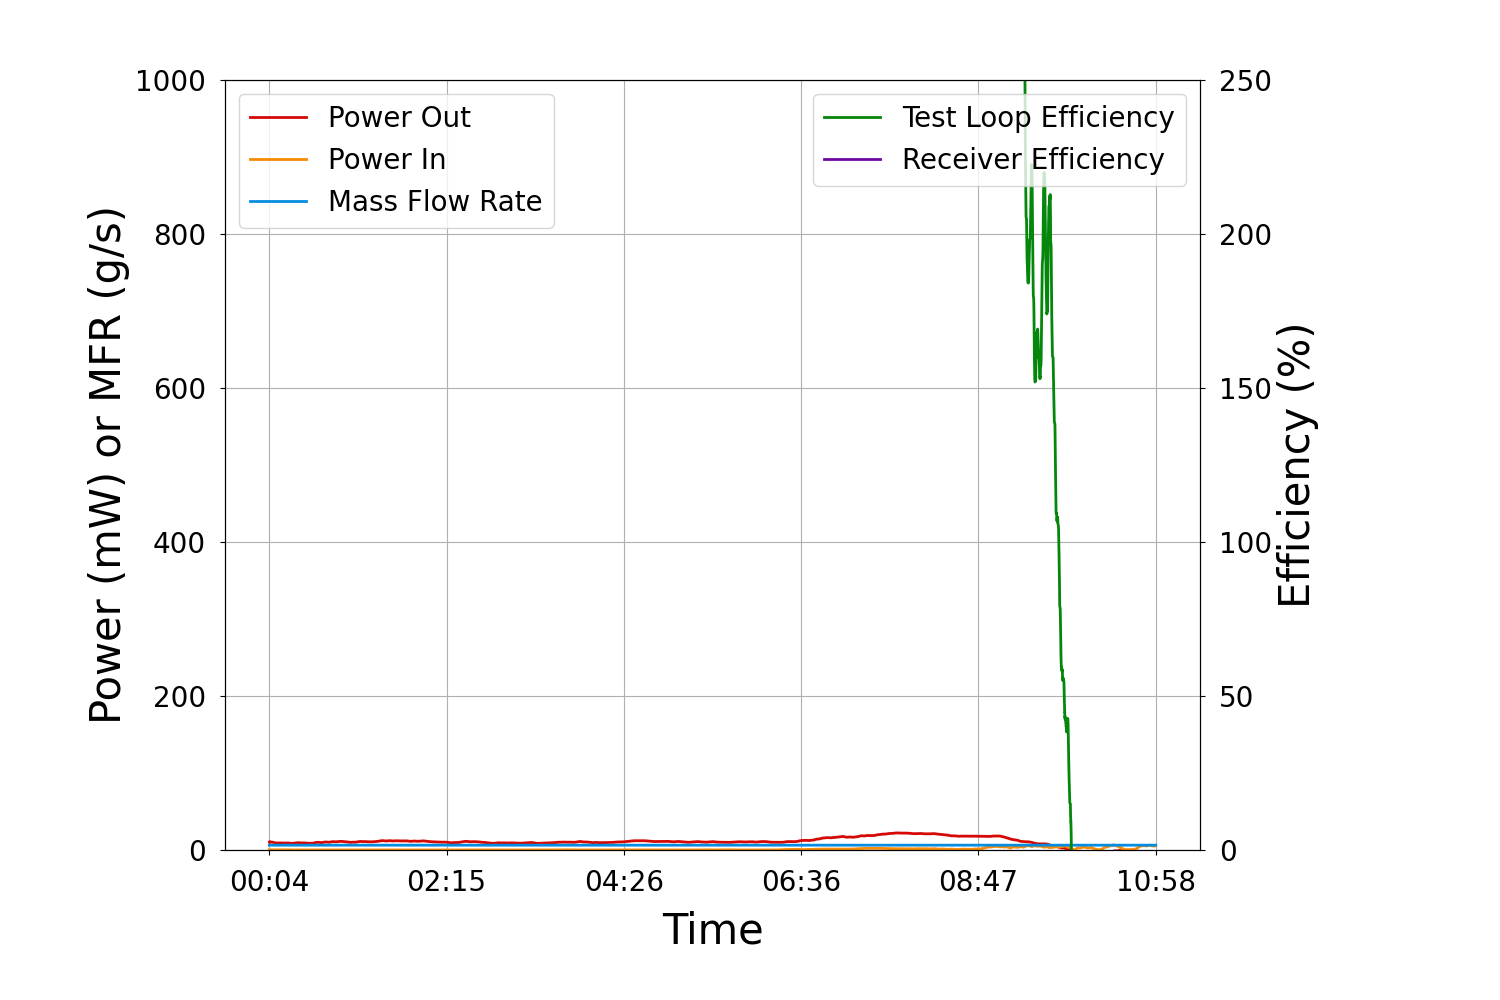 Power Out
Power In
Mass Flow Rate
Test Loop Efficiency
Receiver Efficiency
Power (mW) or MFR (g/s)
1000
800
600
400
200
0
250
200
150
100
50
0
Efficiency (%)
00:04 02:15 04:26 06:36 08:47 10:58
Time